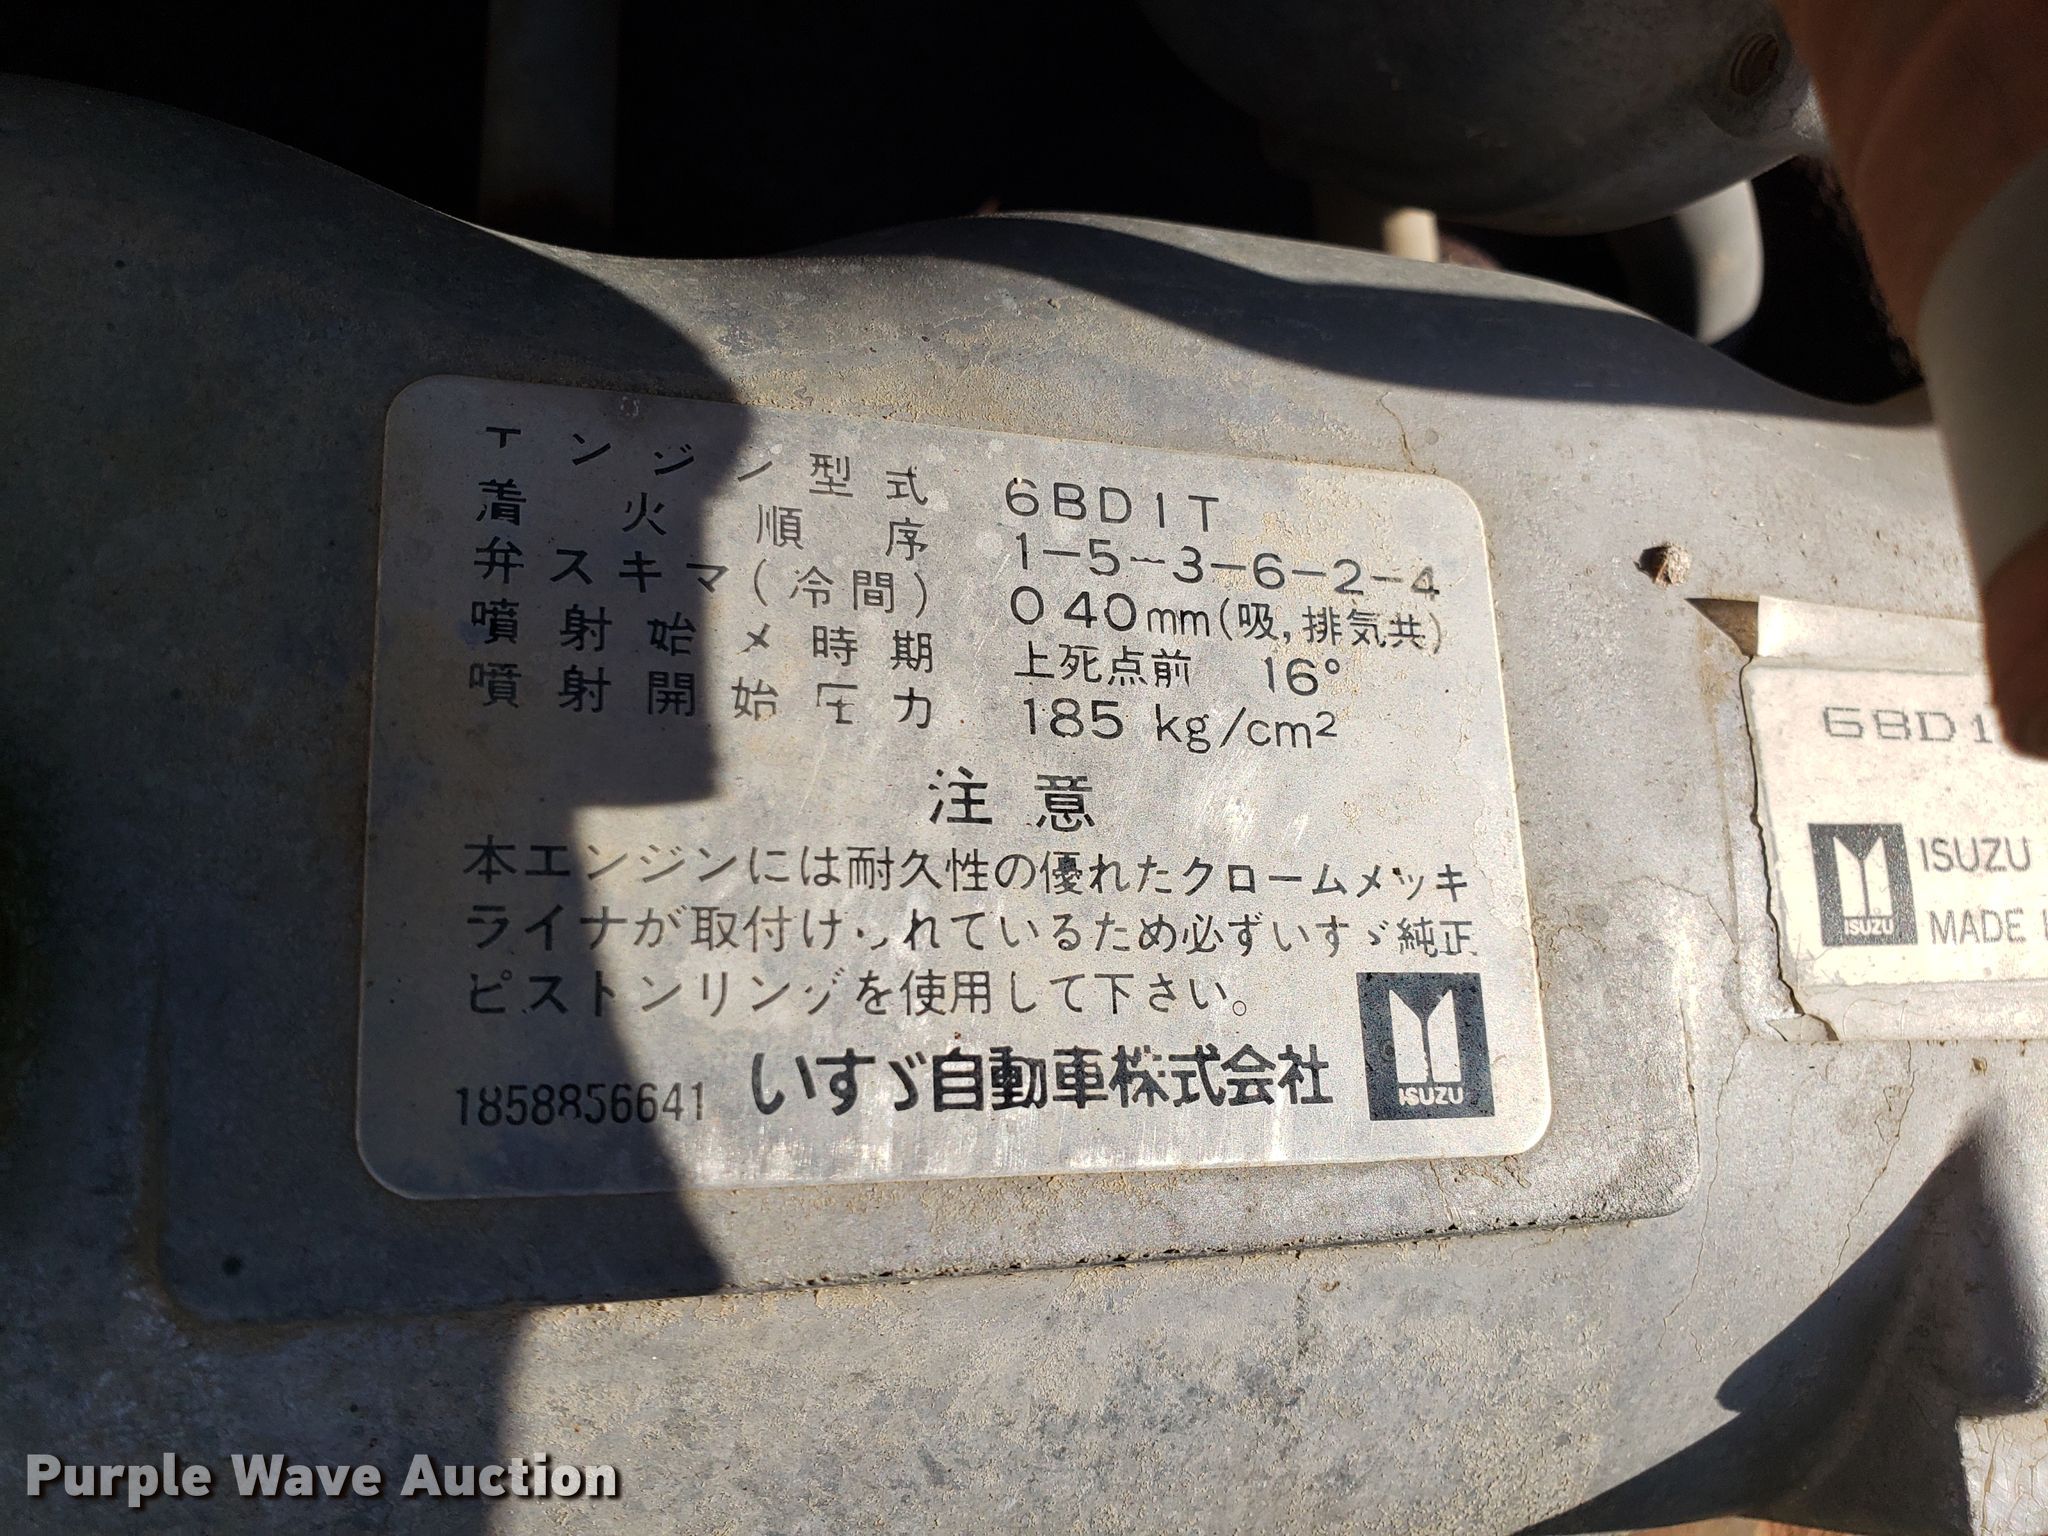 エンジン型式 6BD1T
着火順序 1-5-3-6-2-4
弁スキマ(冷間) 0 40mm(吸,排気共)
噴射始メ時期 上死点前 16°
噴射開始圧力 185 kg/cm²
注意
本エンジンには耐久性の優れたクロームメッキ
ライナが取付けられているため必ずいすゞ純正
ピストンリングを使用して下さい。
1858856641 いすゞ自動車株式会社
ISUZU
6BD1
ISUZU
ISUZU
MADE
Purple Wave Auction